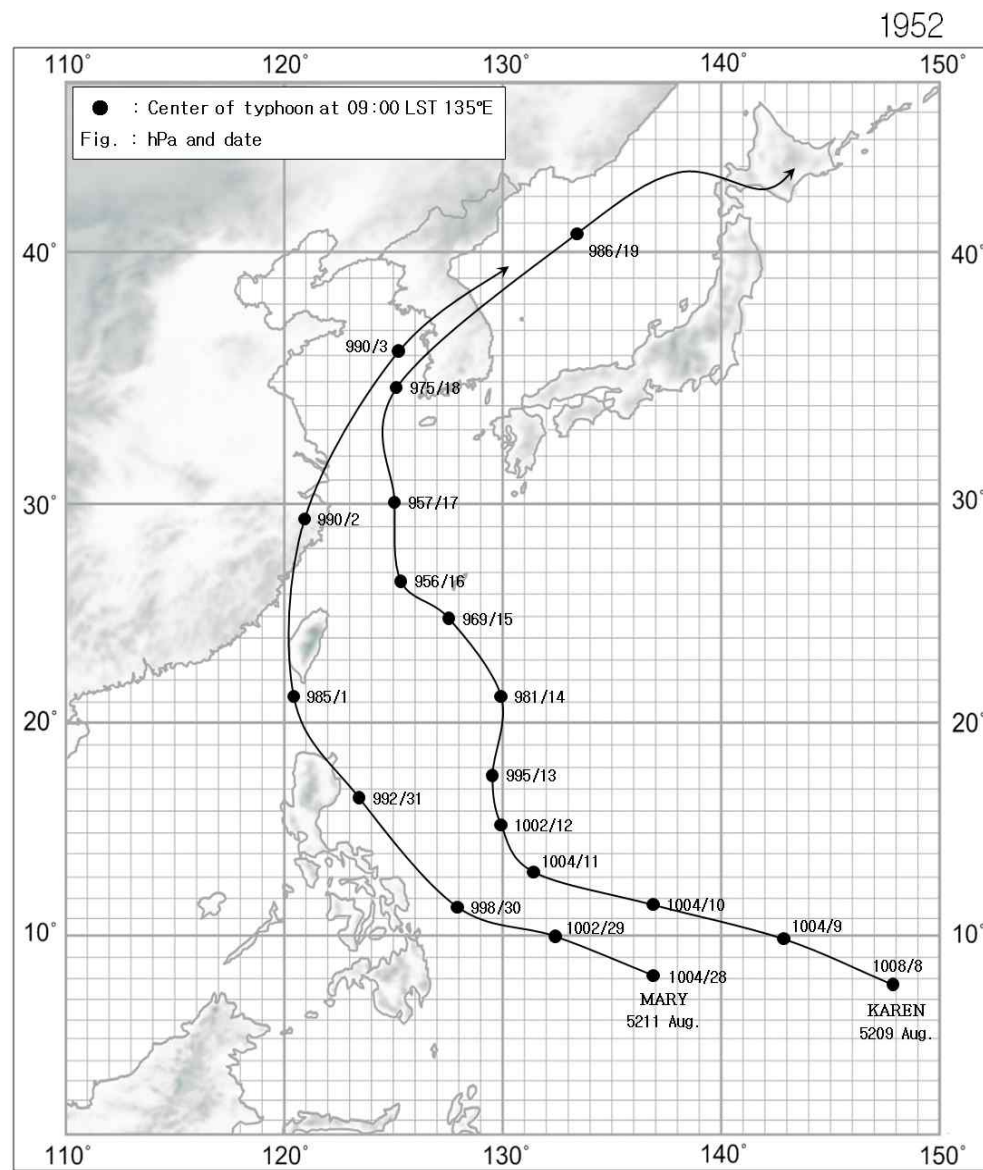 1952
110° 120° 130° 140° 150°
● : Center of typhoon at 09:00 LST 135°E
Fig. : hPa and date
986/19
40° 40°
990/3
975/18
30° 957/17 30°
990/2
956/16
969/15
985/1 981/14
20° 20°
995/13
992/31
1002/12
1004/11
998/30 1004/10
1002/29 1004/9
10° 10°
1004/28 1008/8
MARY KAREN
5211 Aug. 5209 Aug.
110° 120° 130° 140° 150°